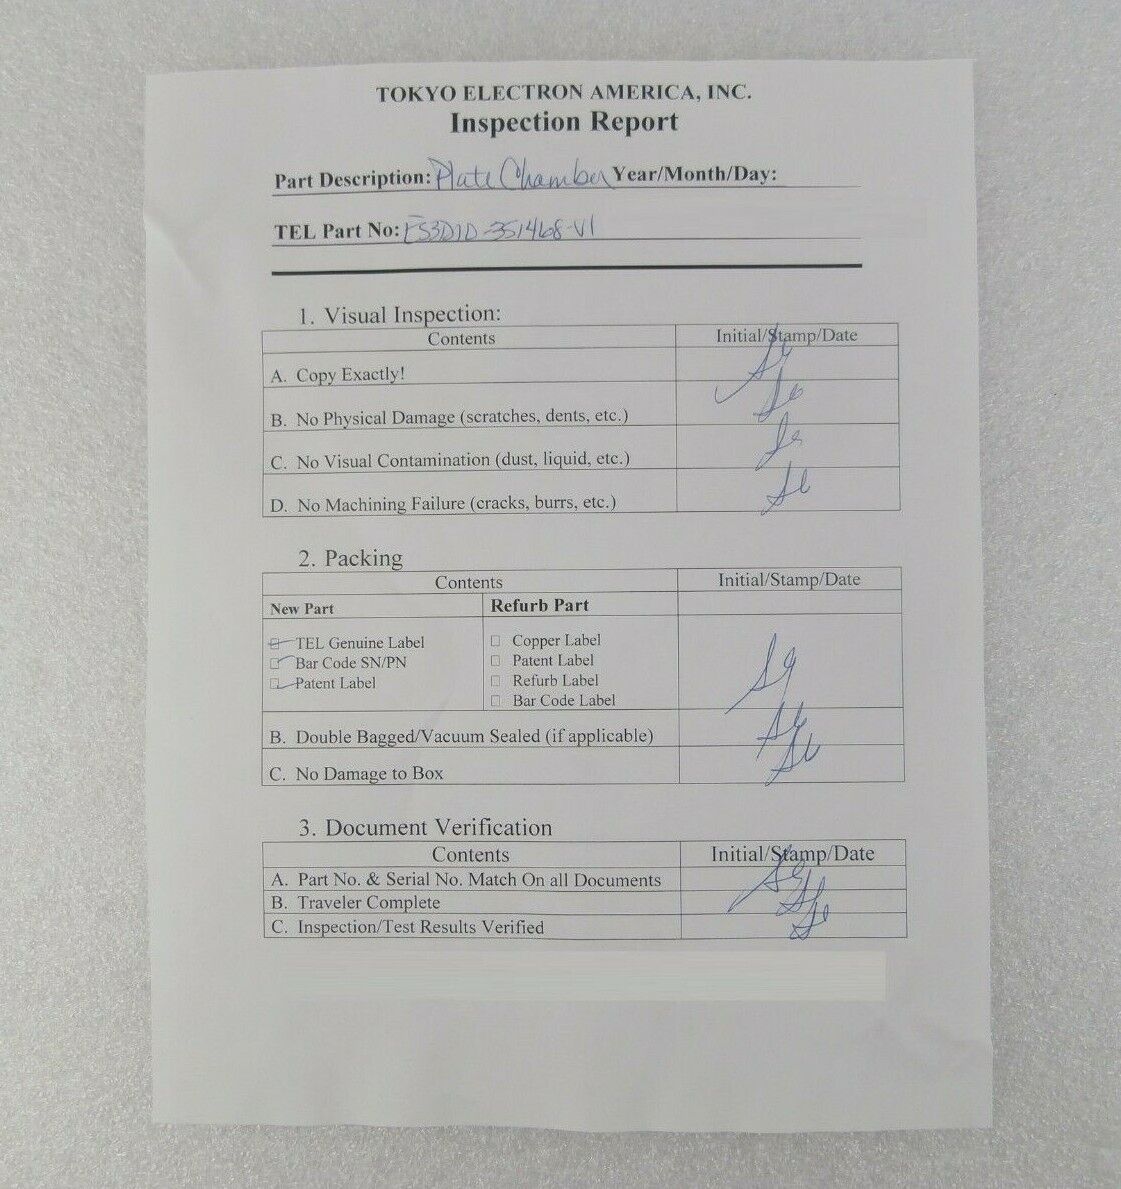 TOKYO ELECTRON AMERICA, INC.
Inspection Report
Part Description: Plate Chamber Year/Month/Day:
TEL Part No: ES3D1D-351468-V1
1. Visual Inspection:
Contents Initial/Stamp/Date
A. Copy Exactly!
B. No Physical Damage (scratches, dents, etc.)
C. No Visual Contamination (dust, liquid, etc.)
D. No Machining Failure (cracks, burrs, etc.)
2. Packing
Contents Initial/Stamp/Date
New Part Refurb Part
TEL Genuine Label
Bar Code SN/PN
Patent Label
Copper Label
Patent Label
Refurb Label
Bar Code Label
B. Double Bagged/Vacuum Sealed (if applicable)
C. No Damage to Box
3. Document Verification
Contents Initial/Stamp/Date
A. Part No. & Serial No. Match On all Documents
B. Traveler Complete
C. Inspection/Test Results Verified